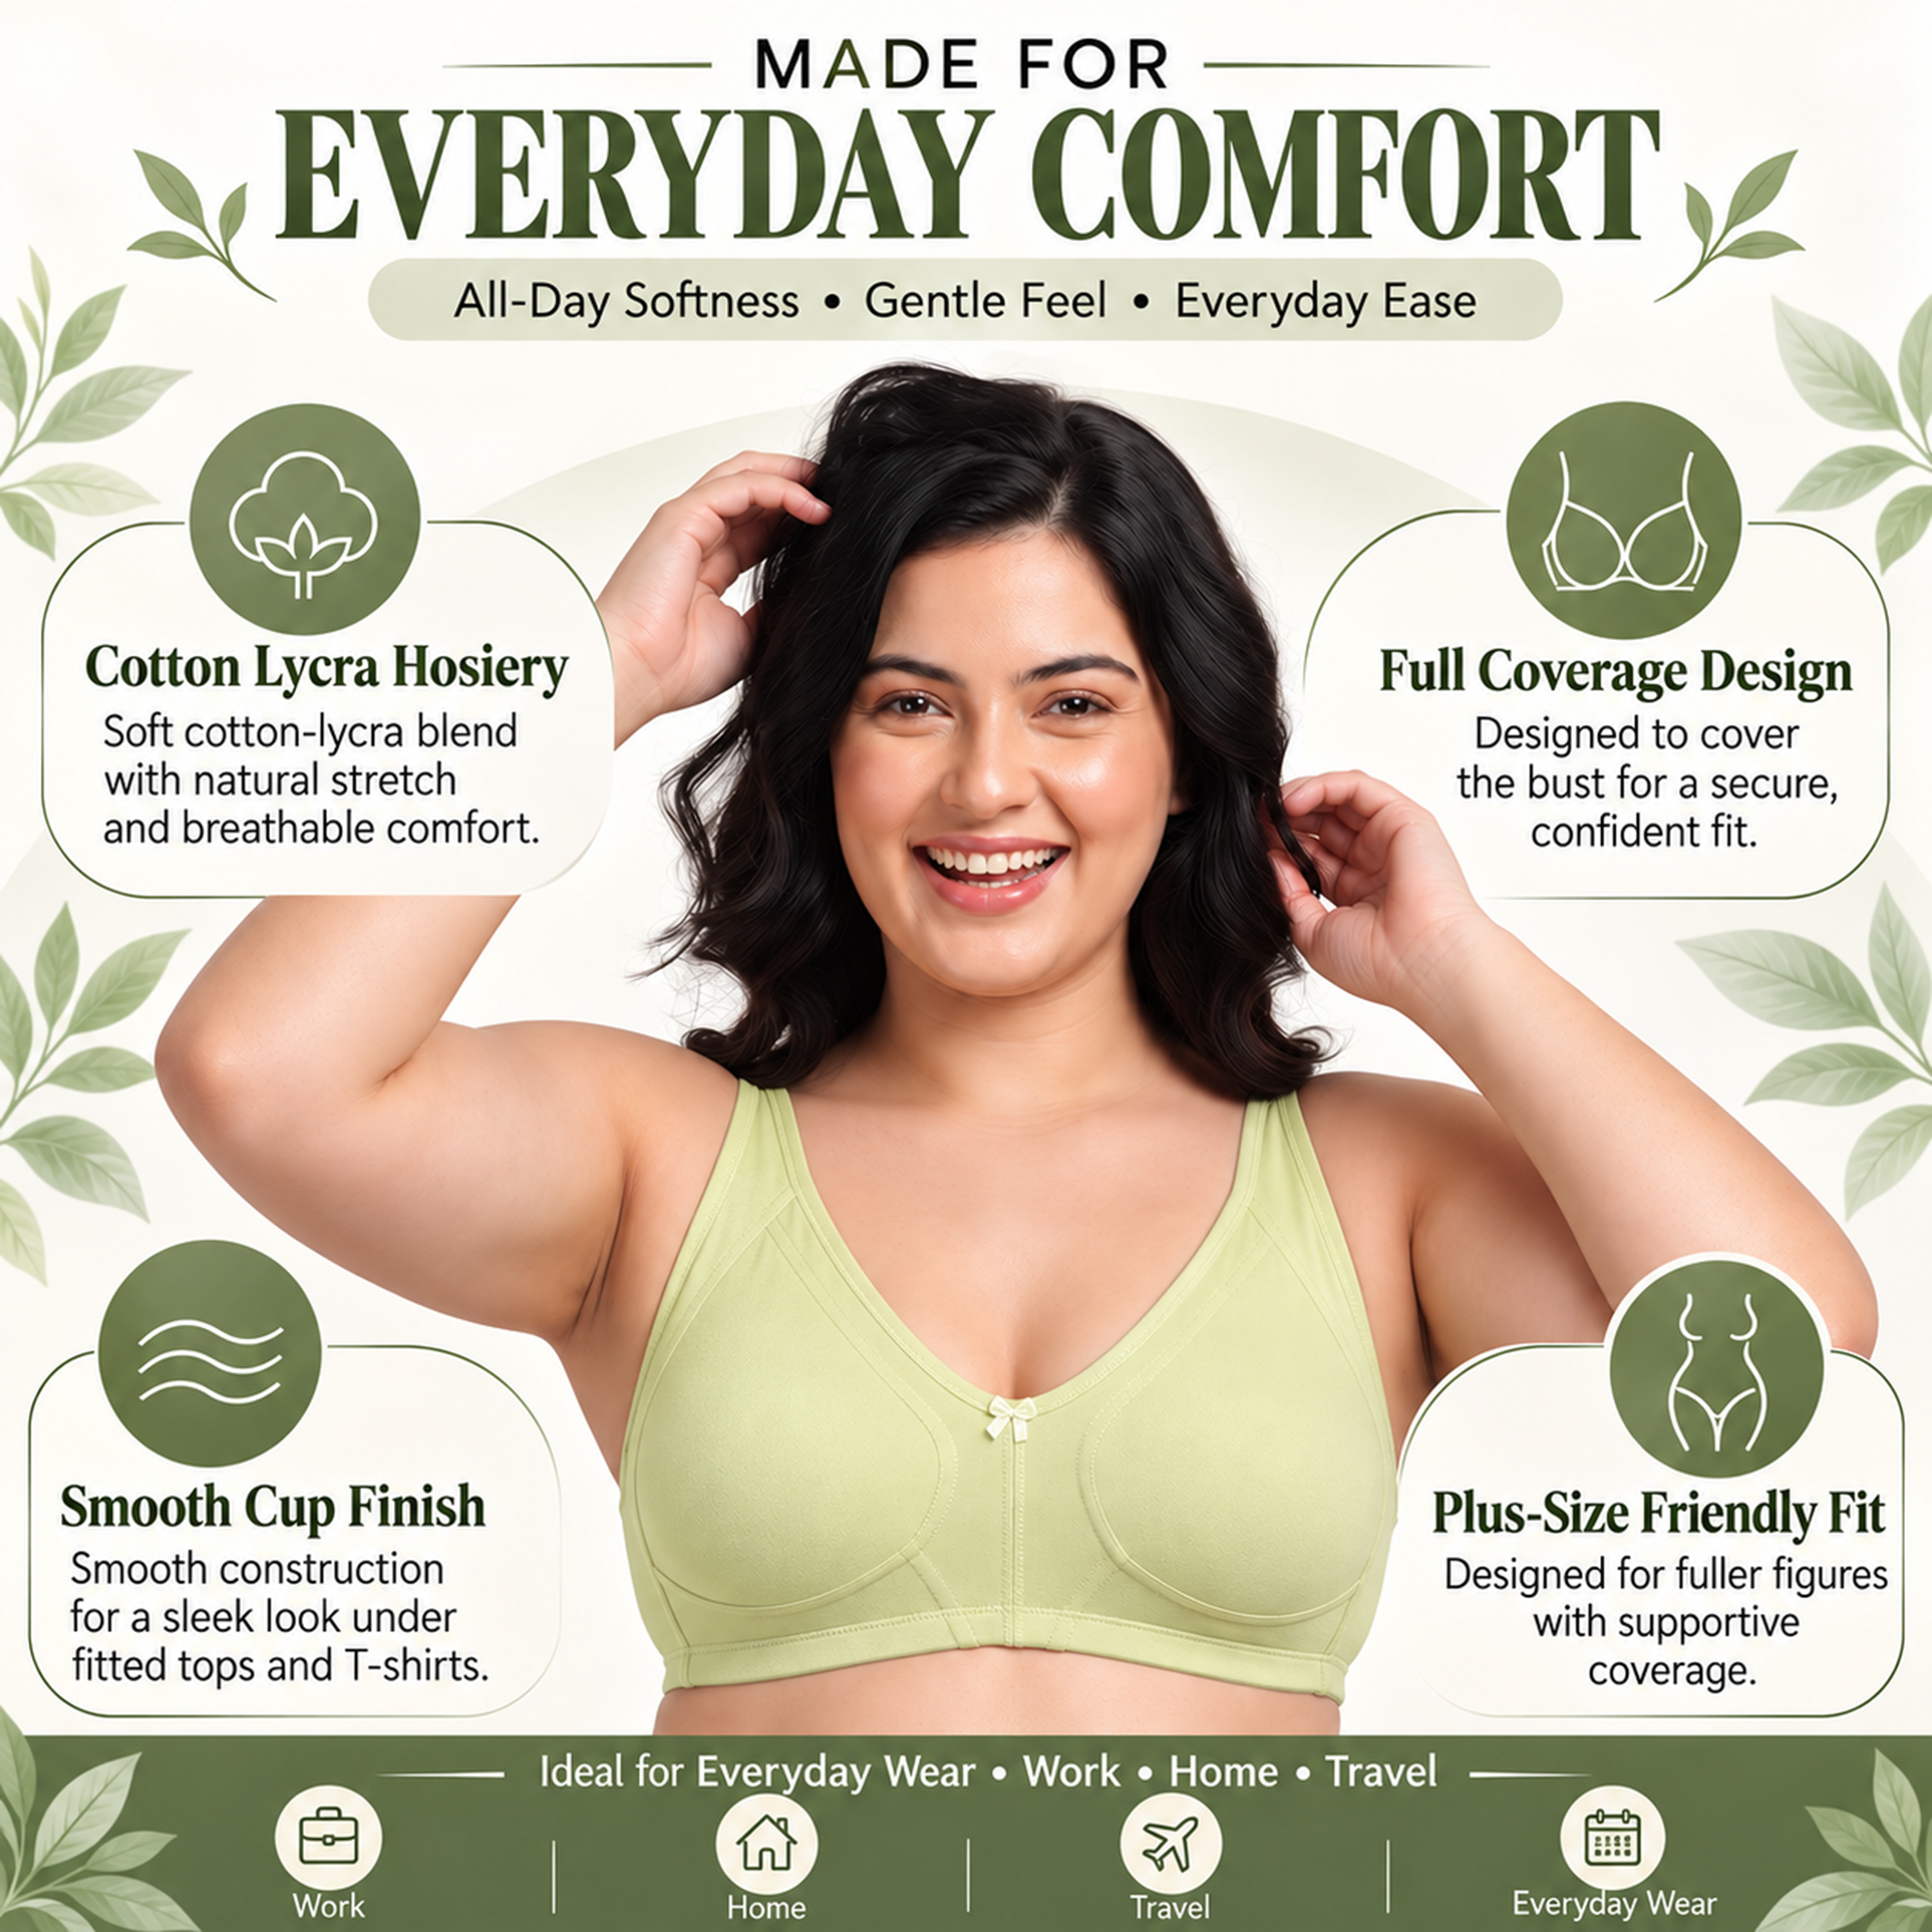 MADE FOR
EVERYDAY COMFORT
All-Day Softness • Gentle Feel • Everyday Ease
Cotton Lycra Hosiery
Soft cotton-lycra blend
with natural stretch
and breathable comfort.
Full Coverage Design
Designed to cover
the bust for a secure,
confident fit.
Smooth Cup Finish
Smooth construction
for a sleek look under
fitted tops and T-shirts.
Plus-Size Friendly Fit
Designed for fuller figures
with supportive
coverage.
Ideal for Everyday Wear • Work • Home • Travel
Work
Home
Travel
Everyday Wear